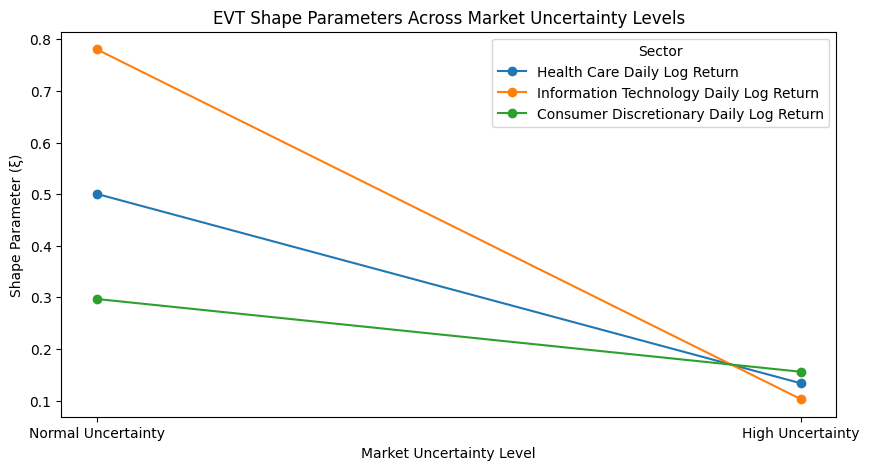 EVT Shape Parameters Across Market Uncertainty Levels
Sector
Health Care Daily Log Return
Information Technology Daily Log Return
Consumer Discretionary Daily Log Return
Shape Parameter (ξ)
0.8
0.7
0.6
0.5
0.4
0.3
0.2
0.1
Normal Uncertainty
High Uncertainty
Market Uncertainty Level